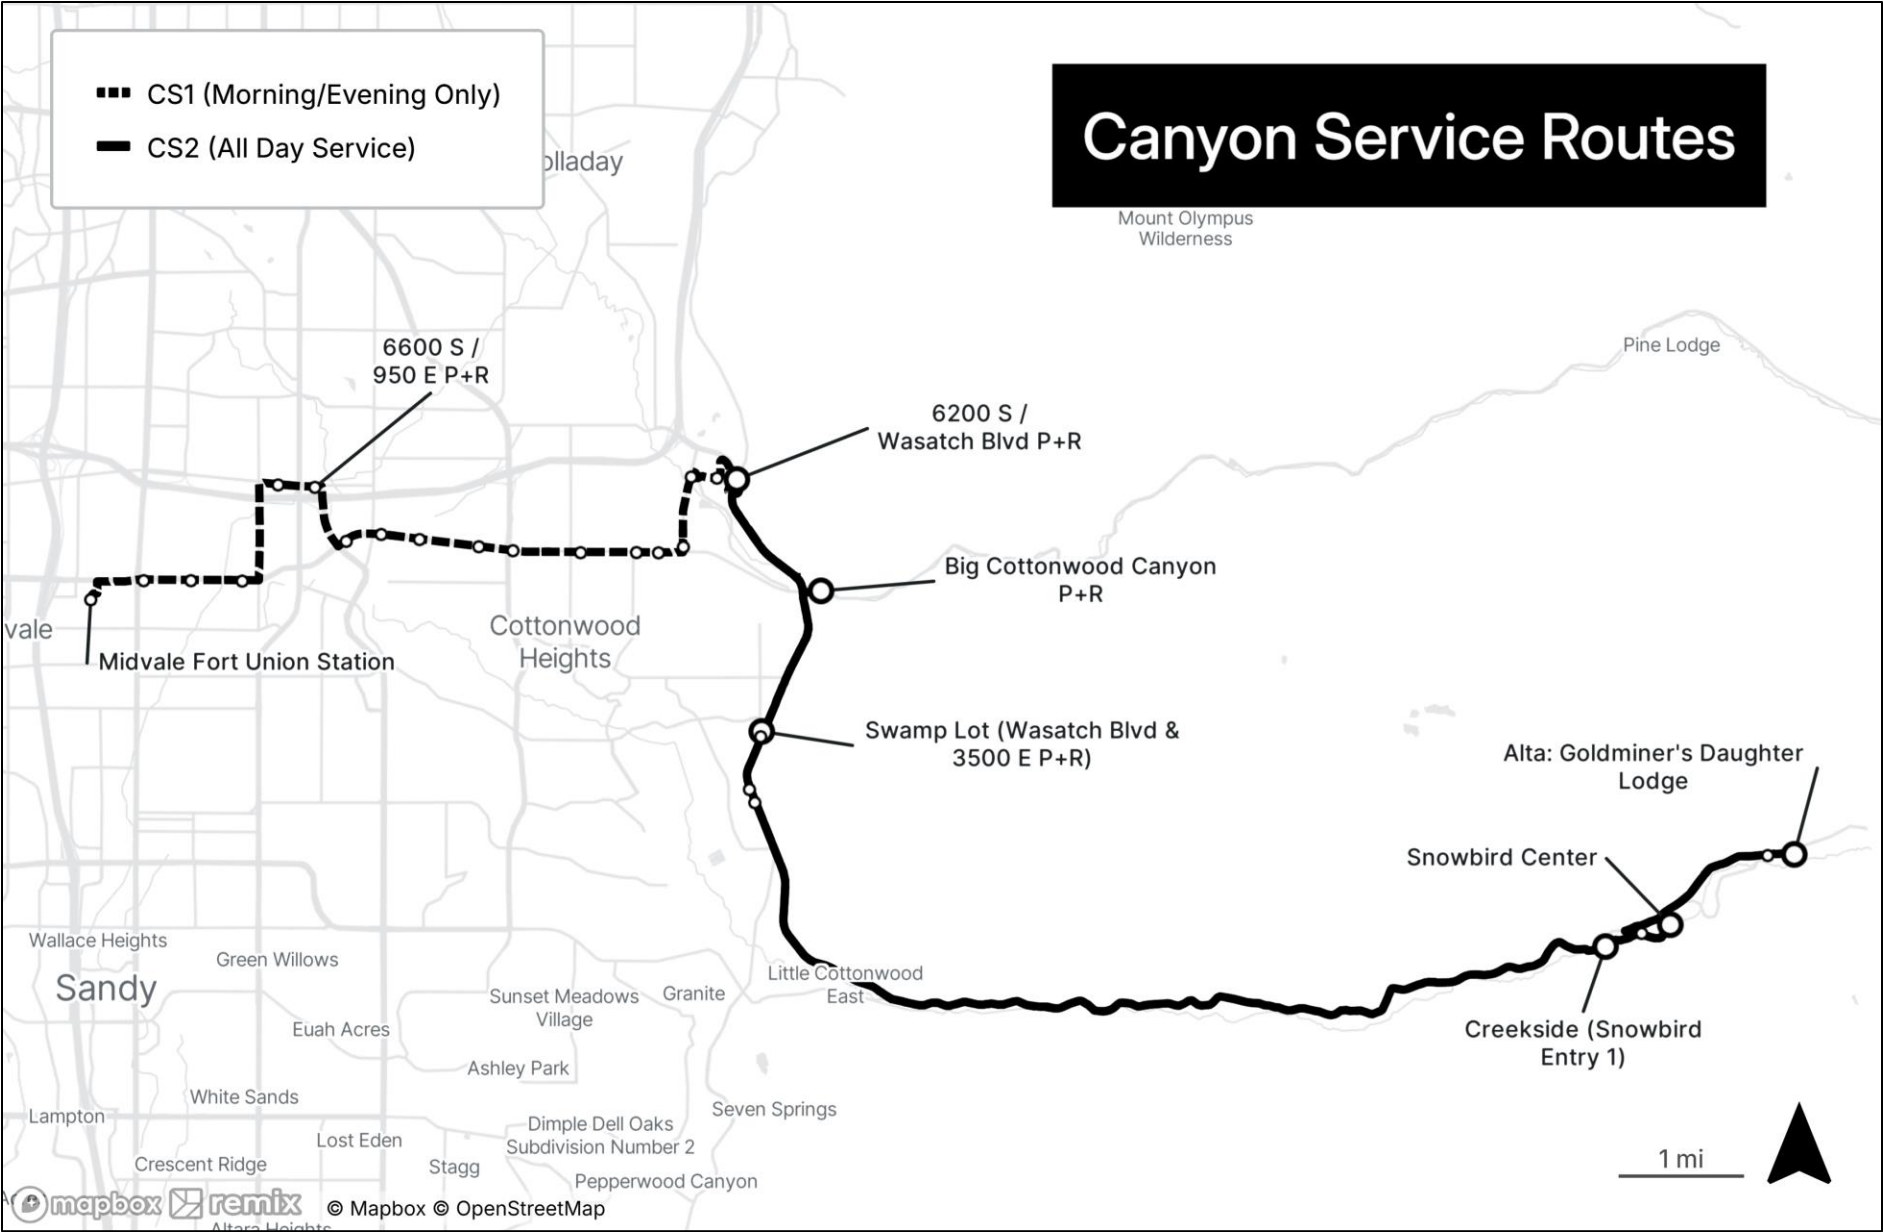 CS1 (Morning/Evening Only)
CS2 (All Day Service)
Canyon Service Routes
olladay
Mount Olympus
Wilderness
Pine Lodge
6600 S /
950 E P+R
6200 S /
Wasatch Blvd P+R
Big Cottonwood Canyon
P+R
Cottonwood
Heights
vale
Midvale Fort Union Station
Swamp Lot (Wasatch Blvd &
3500 E P+R)
Alta: Goldminer's Daughter
Lodge
Snowbird Center
Wallace Heights
Green Willows
Sandy
Little Cottonwood
East
Sunset Meadows
Village
Granite
Euah Acres
Creekside (Snowbird
Entry 1)
Ashley Park
White Sands
Lampton
Seven Springs
Dimple Dell Oaks
Subdivision Number 2
Lost Eden
Crescent Ridge
Stagg
Pepperwood Canyon
1 mi
mapbox remix © Mapbox © OpenStreetMap
Altara Heights